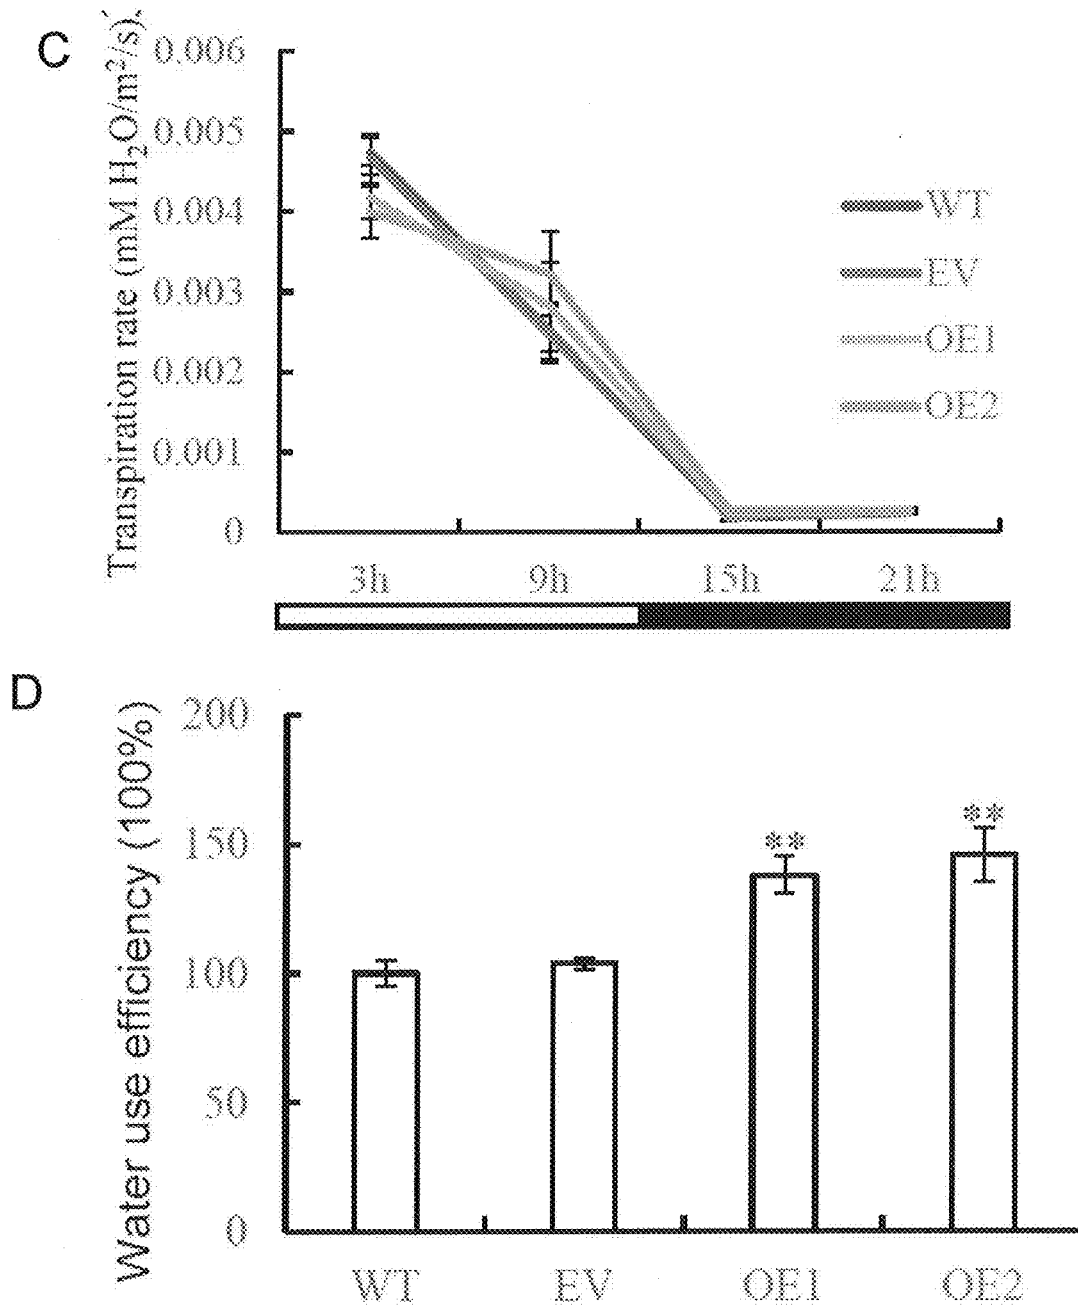 C
Transpiration rate (mM H₂O/m²/s)
0.006
0.005
0.004
0.003
0.002
0.001
0
WT
EV
OE1
OE2
3h 9h 15h 21h
D
Water use efficiency (100%)
200
150
100
50
0
**
**
WT EV OE1 OE2